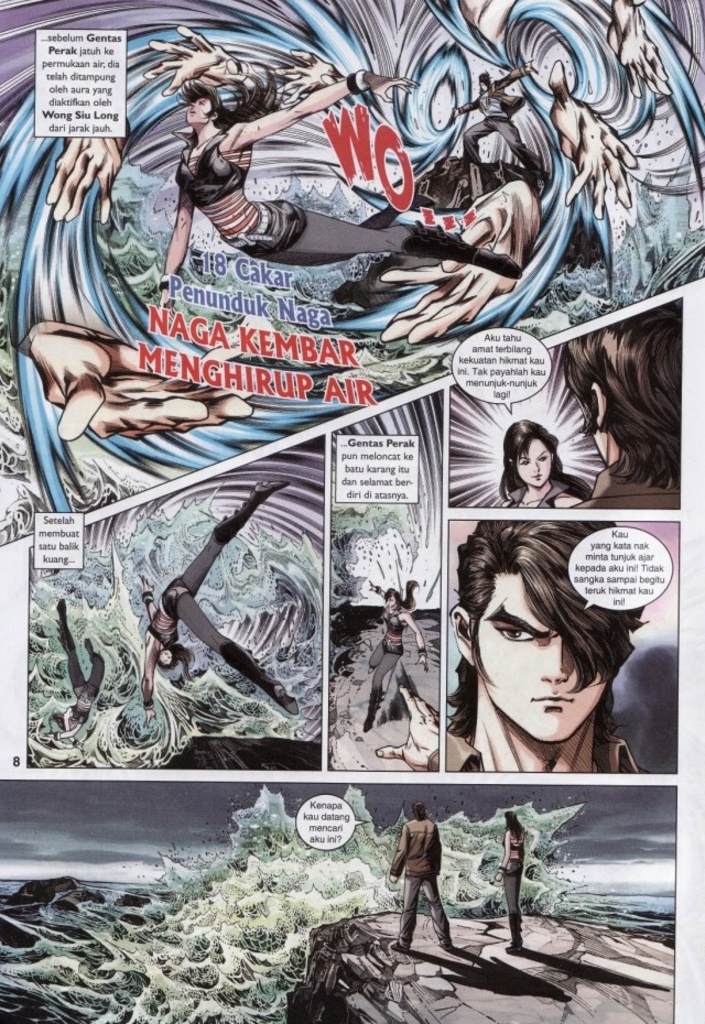 ...sebelum Gentas
Perak jatuh ke
permukaan air, dia
telah ditampung
oleh aura yang
diaktifkan oleh
Wong Siu Long
dari jarak jauh.
WO
...zzz
18 Cakar
Penunduk Naga
NAGA KEMBAR
MENGHIRUP AIR
Setelah
membuat
satu balik
kuang...
...Gentas Perak
pun meloncat ke
batu karang itu
dan selamat ber-
diri di atasnya.
Aku tahu
amat terbilang
kekuatan hikmat kau
ini. Tak payahlah kau
menunjuk-nunjuk
lagi!
Kau
yang kata nak
minta tunjuk ajar
kepada aku ini! Tidak
sangka sampai begitu
teruk hikmat kau
ini!
8
Kenapa
kau datang
mencari
aku ini?